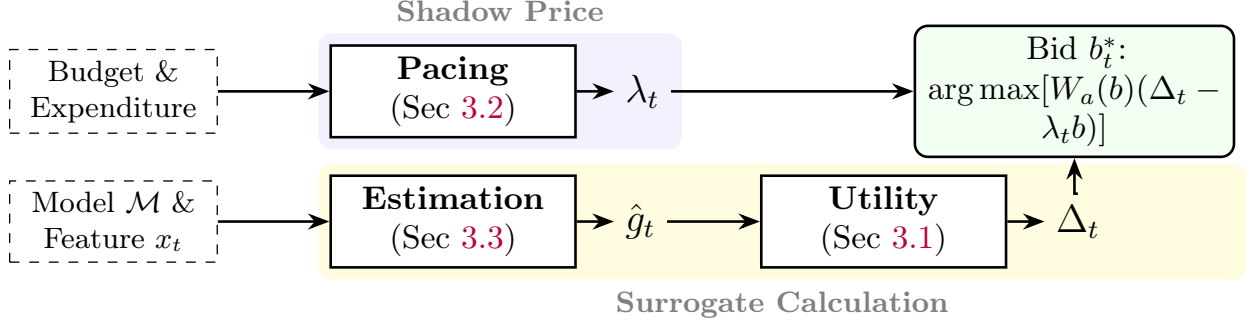 Shadow Price
Budget &
Expenditure
Pacing
(Sec 3.2)
λ_t
Bid b_t^*:
arg max[W_a(b)(Δ_t −
λ_t b)]
Model ℳ &
Feature x_t
Estimation
(Sec 3.3)
ĝ_t
Utility
(Sec 3.1)
Δ_t
Surrogate Calculation